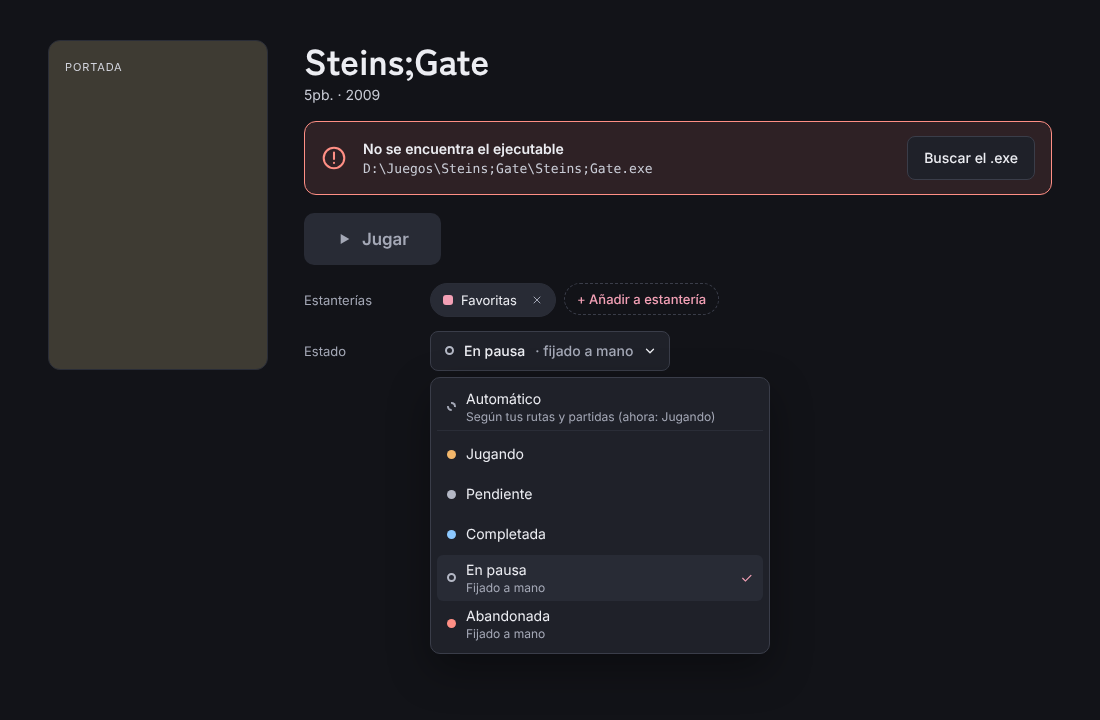 PORTADA
Steins;Gate
5pb. · 2009
No se encuentra el ejecutable
D:\Juegos\Steins;Gate\Steins;Gate.exe
Buscar el .exe
Jugar
Estanterías
Favoritas
+ Añadir a estantería
Estado
En pausa · fijado a mano
Automático
Según tus rutas y partidas (ahora: Jugando)
Jugando
Pendiente
Completada
En pausa
Fijado a mano
Abandonada
Fijado a mano